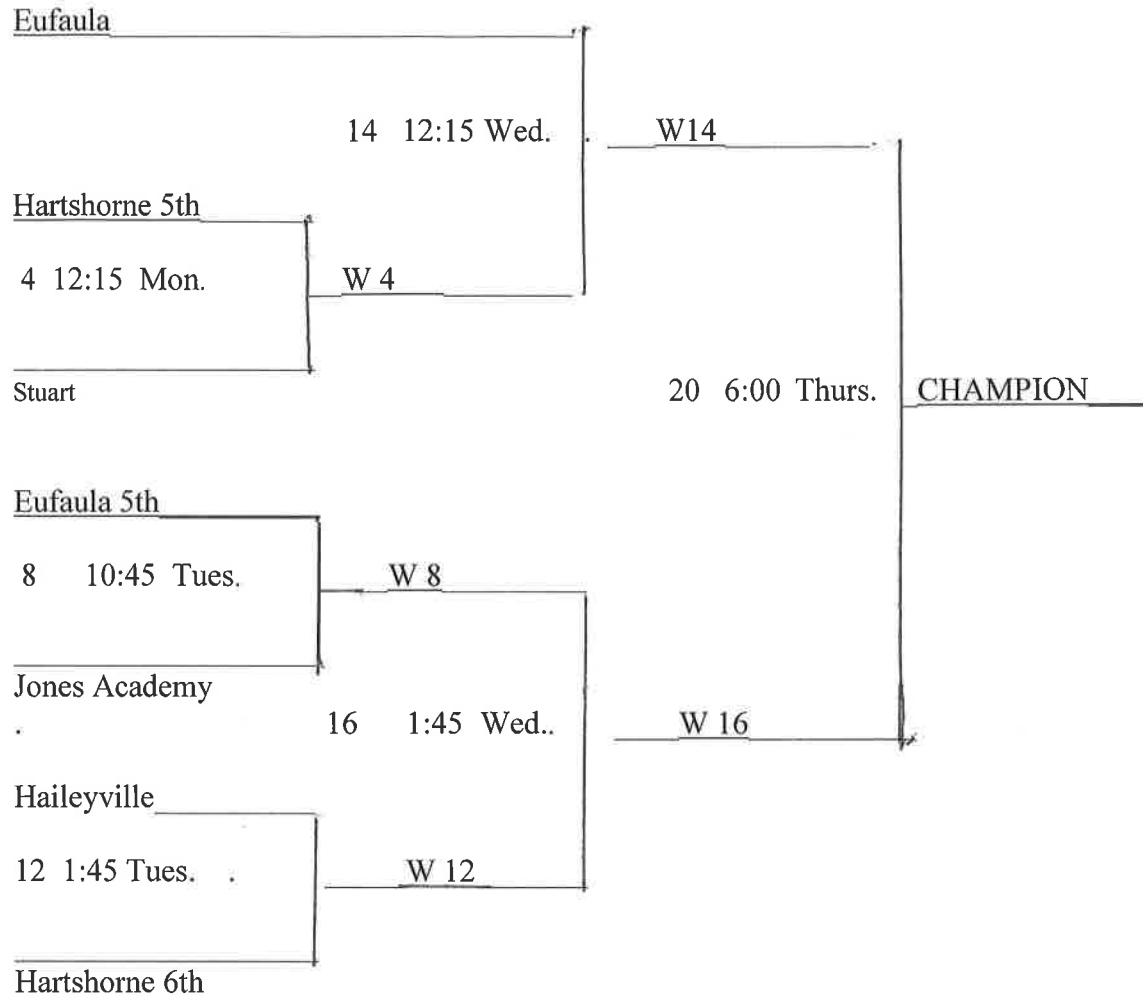 Eufaula
14 12:15 Wed.
W14
Hartshorne 5th
4 12:15 Mon.
W 4
Stuart
20 6:00 Thurs.
CHAMPION
Eufaula 5th
8 10:45 Tues.
W 8
Jones Academy
.
16 1:45 Wed..
W 16
Haileyville
12 1:45 Tues. .
W 12
Hartshorne 6th